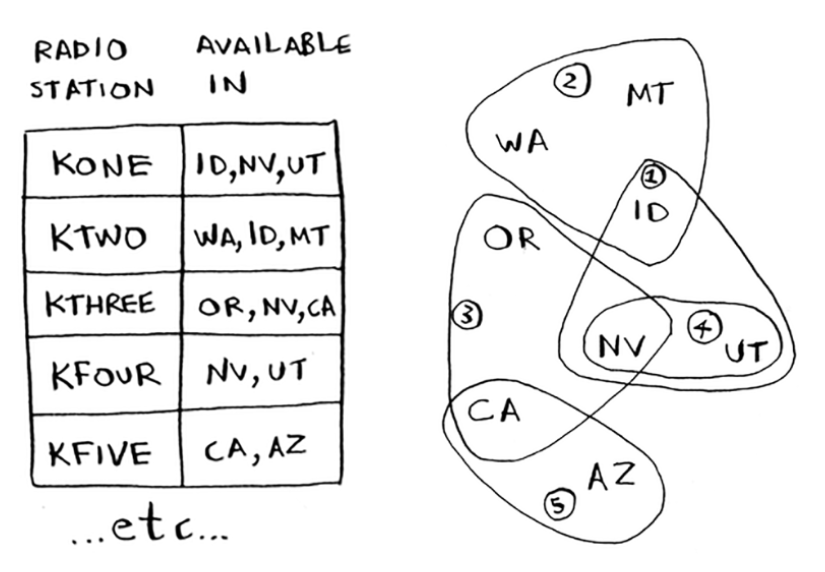 RADIO STATION
AVAILABLE IN
KONE ID,NV,UT
KTWO WA,ID,MT
KTHREE OR,NV,CA
KFOUR NV,UT
KFIVE CA,AZ
...etc...
2
MT
WA
1
ID
OR
3
4
NV
UT
CA
AZ
5